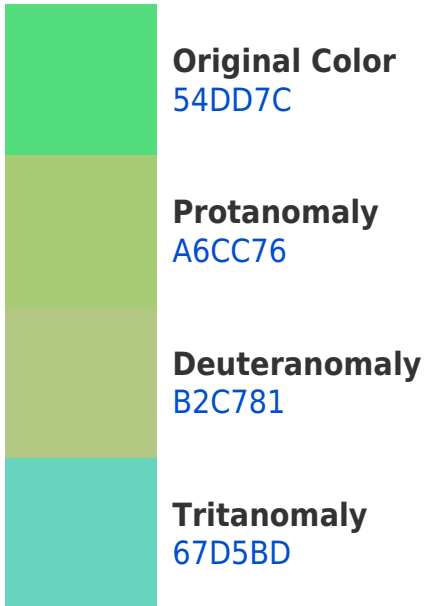 Original Color
54DD7C
Protanomaly
A6CC76
Deuteranomaly
B2C781
Tritanomaly
67D5BD